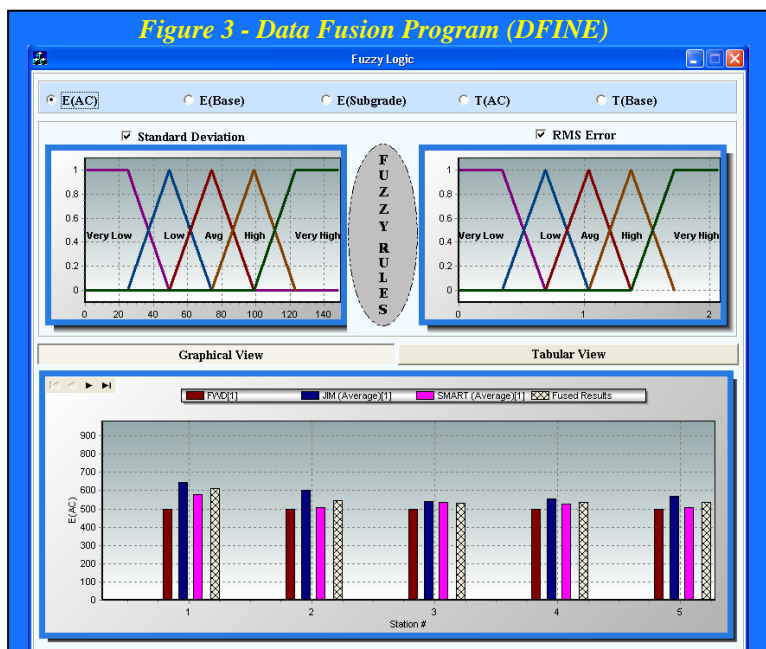 Figure 3 - Data Fusion Program (DFINE)
Fuzzy Logic
E(AC) E(Base) E(Subgrade) T(AC) T(Base)
Standard Deviation
1
0.8
0.6
0.4
0.2
0
Very Low Low Avg High Very High
0 20 40 60 80 100 120 140
FUZZY RULES
RMS Error
1
0.8
0.6
0.4
0.2
0
Very Low Low Avg High Very High
0 1 2
Graphical View Tabular View
FWD[1] JIM (Average)[1] SMART (Average)[1] Fused Results
E(AC)
900
800
700
600
500
400
300
200
100
0
1 2 3 4 5
Station #